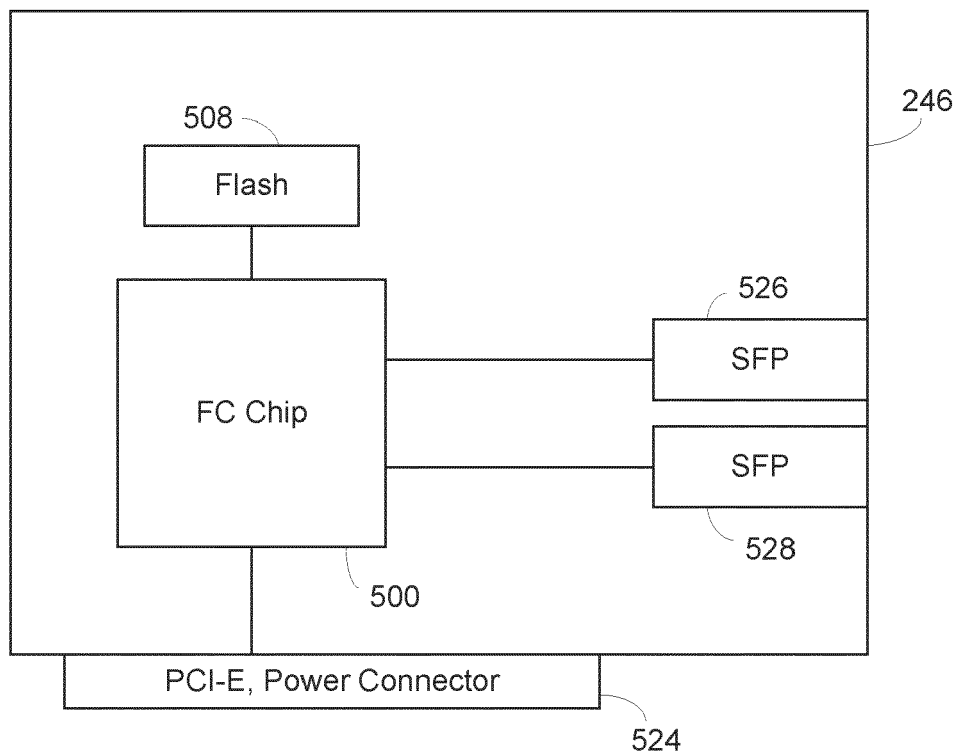 246
508
Flash
526
SFP
FC Chip
SFP
528
500
PCI-E, Power Connector
524